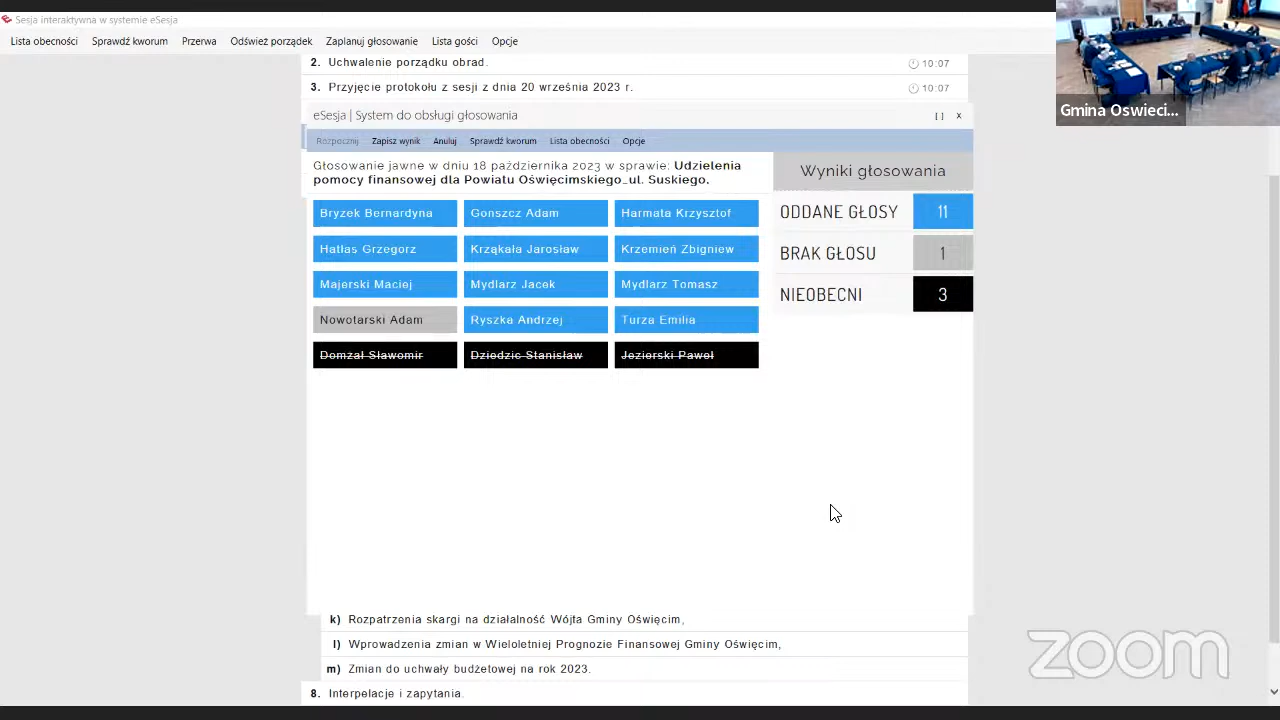 Sesja interaktywna w systemie eSesja
Lista obecności Sprawdź kworum Przerwa Odśwież porządek Zaplanuj głosowanie Lista gości Opcje
2. Uchwalenie porządku obrad. 10:07
3. Przyjęcie protokołu z sesji z dnia 20 września 2023 r. 10:07
eSesja | System do obsługi głosowania [ ] x
Rozpocznij Zapisz wynik Anuluj Sprawdź kworum Lista obecności Opcje
Głosowanie jawne w dniu 18 października 2023 w sprawie: Udzielenia
pomocy finansowej dla Powiatu Oświęcimskiego_ul. Suskiego.
Wyniki głosowania
Bryzek Bernardyna Gonszcz Adam Harmata Krzysztof
ODDANE GŁOSY 11
Hatłas Grzegorz Krząkała Jarosław Krzemień Zbigniew
BRAK GŁOSU 1
Majerski Maciej Mydlarz Jacek Mydlarz Tomasz
NIEOBECNI 3
Nowotarski Adam Ryszka Andrzej Turza Emilia
Domżał Sławomir Dziedzic Stanisław Jezierski Paweł
k) Rozpatrzenia skargi na działalność Wójta Gminy Oświęcim,
l) Wprowadzenia zmian w Wieloletniej Prognozie Finansowej Gminy Oświęcim,
m) Zmian do uchwały budżetowej na rok 2023.
8. Interpelacje i zapytania.
Gmina Oswieci...
zoom